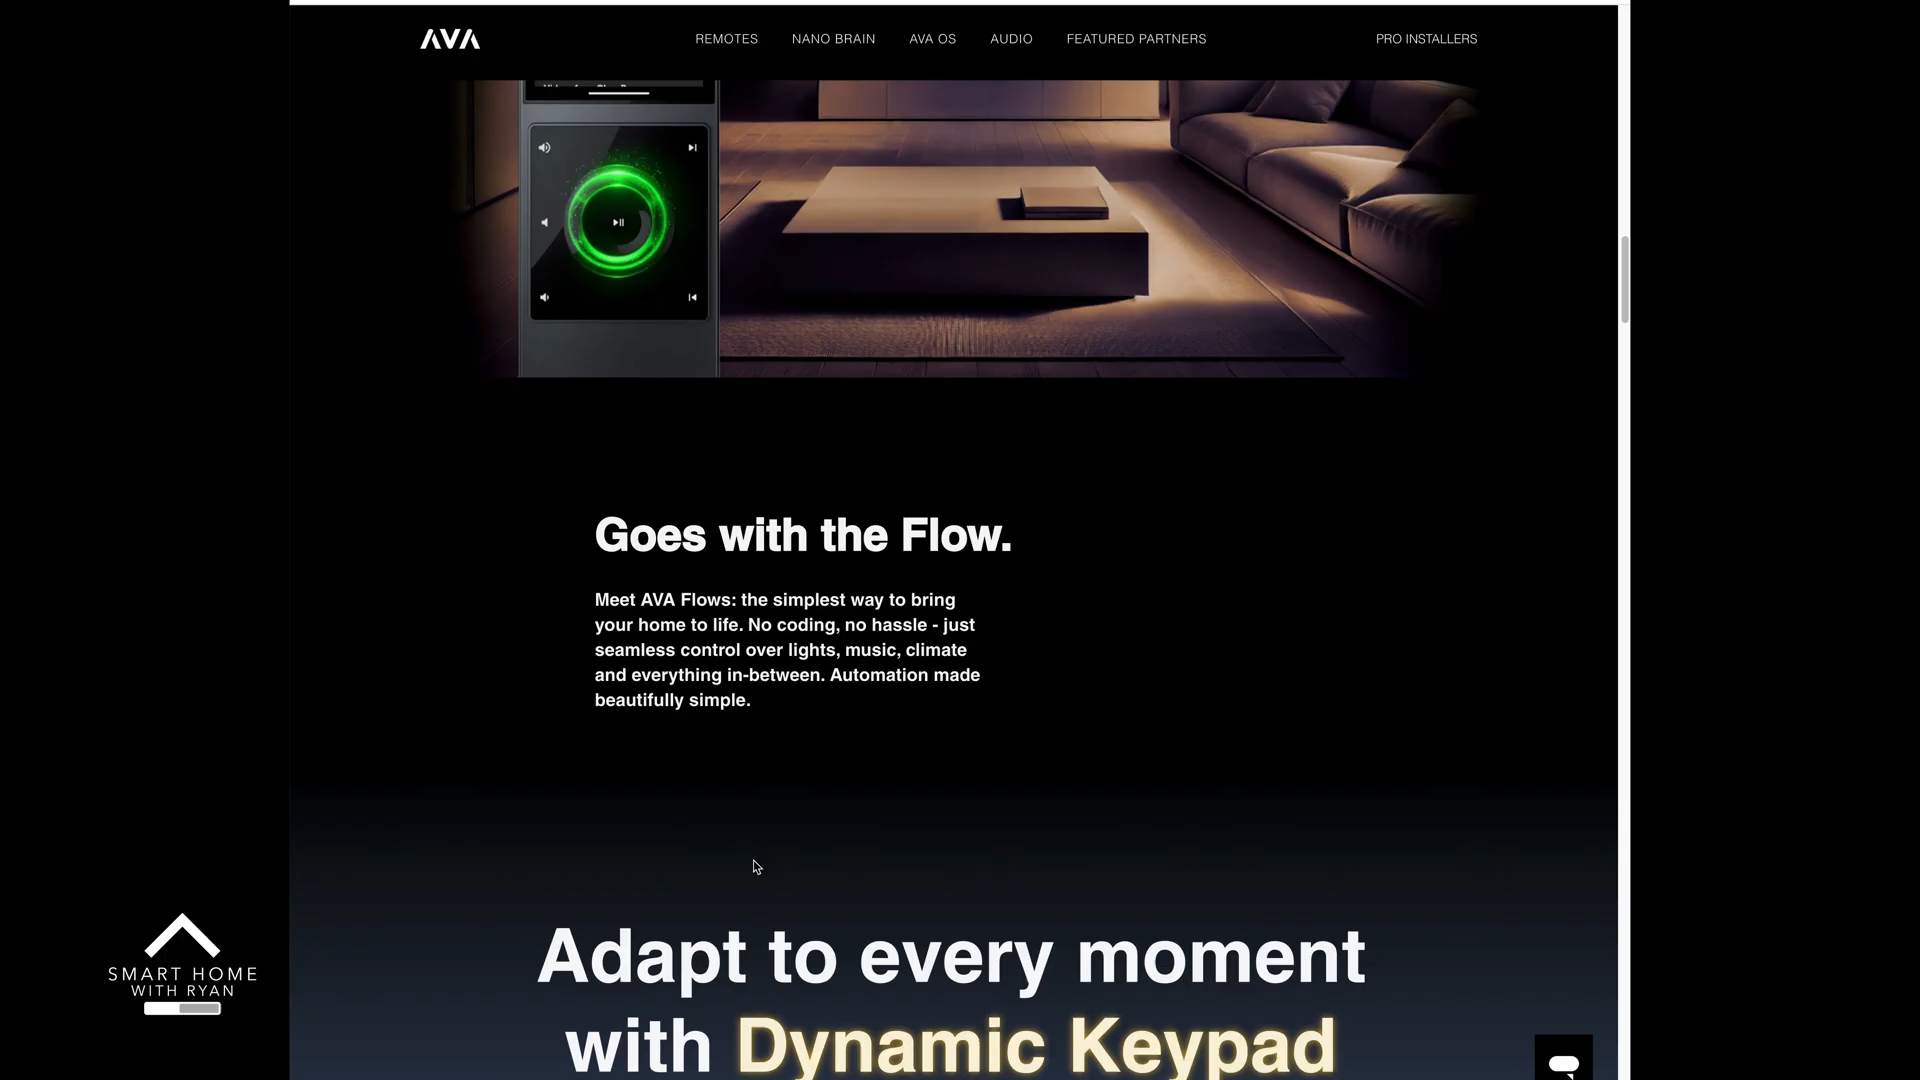 AVA
REMOTES
NANO BRAIN
AVA OS
AUDIO
FEATURED PARTNERS
PRO INSTALLERS
Goes with the Flow.
Meet AVA Flows: the simplest way to bring
your home to life. No coding, no hassle - just
seamless control over lights, music, climate
and everything in-between. Automation made
beautifully simple.
Adapt to every moment
with Dynamic Keypad
SMART HOME
WITH RYAN